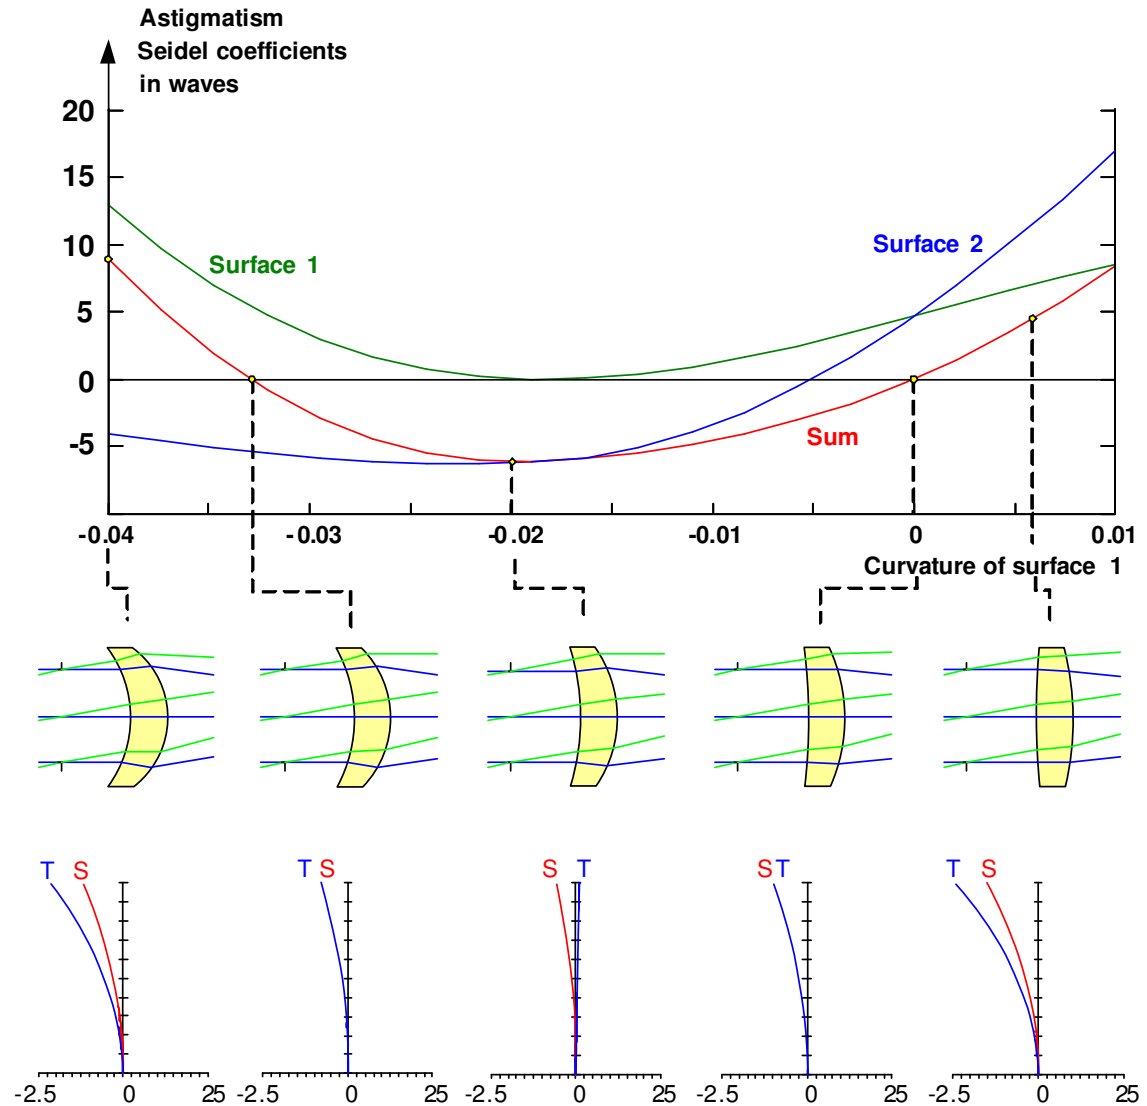 Astigmatism
Seidel coefficients
in waves
20
15
10
5
0
-5
Surface 1
Surface 2
Sum
-0.04 -0.03 -0.02 -0.01 0 0.01
Curvature of surface 1
T S T S S T S T T S
-2.5 0 25 -2.5 0 25 -2.5 0 25 -2.5 0 25 -2.5 0 25